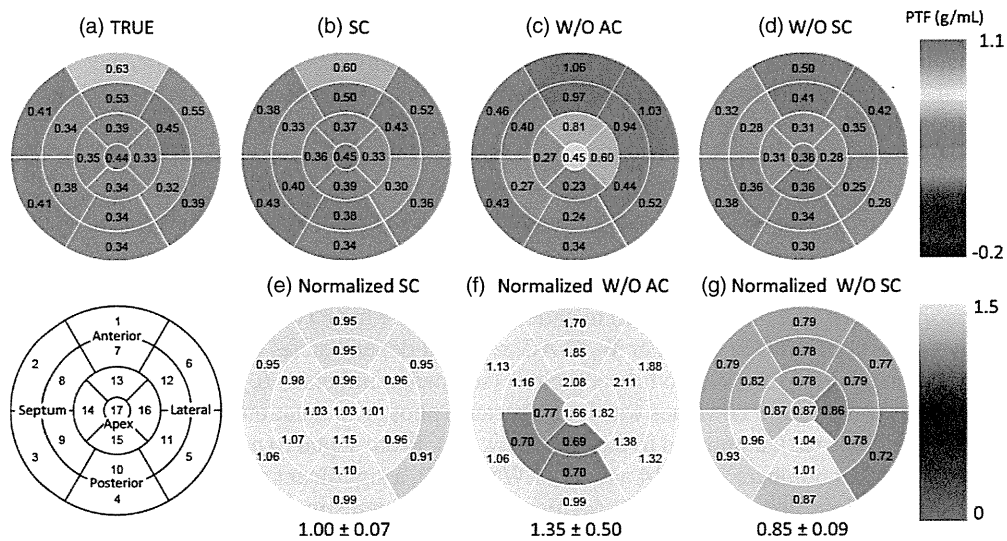 (a) TRUE (b) SC (c) W/O AC (d) W/O SC PTF (g/mL)
1.1
-0.2
0.63
0.41 0.53 0.55
0.34 0.39 0.45
0.35 0.44 0.33
0.38 0.34 0.32
0.41 0.34 0.39
0.34
0.60
0.38 0.50 0.52
0.33 0.37 0.43
0.36 0.45 0.33
0.40 0.39 0.30
0.43 0.38 0.36
0.34
1.06
0.46 0.97 1.03
0.40 0.81 0.94
0.27 0.45 0.60
0.27 0.23 0.44
0.43 0.24 0.52
0.34
0.50
0.32 0.41 0.42
0.28 0.31 0.35
0.31 0.38 0.28
0.36 0.36 0.25
0.38 0.34 0.28
0.30
(e) Normalized SC (f) Normalized W/O AC (g) Normalized W/O SC
1.5
0
1
Anterior
2 7 6
8 13 12
Septum 14 17 16 Lateral
Apex
9 15 11
3 10 5
Posterior
4
0.95
0.95 0.95 0.95
0.98 0.96 0.96
1.03 1.03 1.01
1.07 1.15 0.96
1.06 1.10 0.91
0.99
1.00 ± 0.07
1.70
1.13 1.85 1.88
1.16 2.08 2.11
0.77 1.66 1.82
0.70 0.69 1.38
1.06 0.70 1.32
0.99
1.35 ± 0.50
0.79
0.79 0.78 0.77
0.82 0.78 0.79
0.87 0.87 0.86
0.96 1.04 0.78
0.93 1.01 0.72
0.87
0.85 ± 0.09